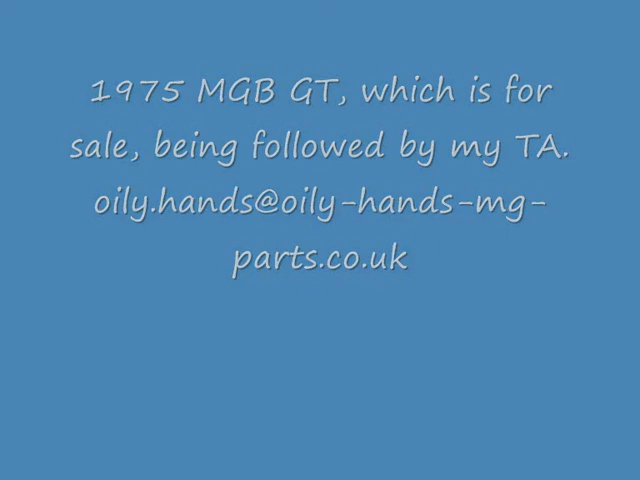 1975 MGB GT, which is for
sale, being followed by my TA.
oily.hands@oily-hands-mg-
parts.co.uk